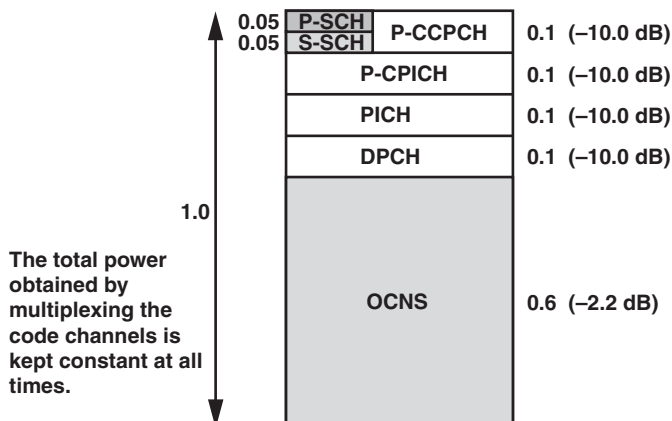 0.05 P-SCH P-CCPCH 0.1 (–10.0 dB)
0.05 S-SCH
P-CPICH 0.1 (–10.0 dB)
PICH 0.1 (–10.0 dB)
DPCH 0.1 (–10.0 dB)
1.0
The total power
obtained by
multiplexing the
code channels is
kept constant at all
times.
OCNS 0.6 (–2.2 dB)